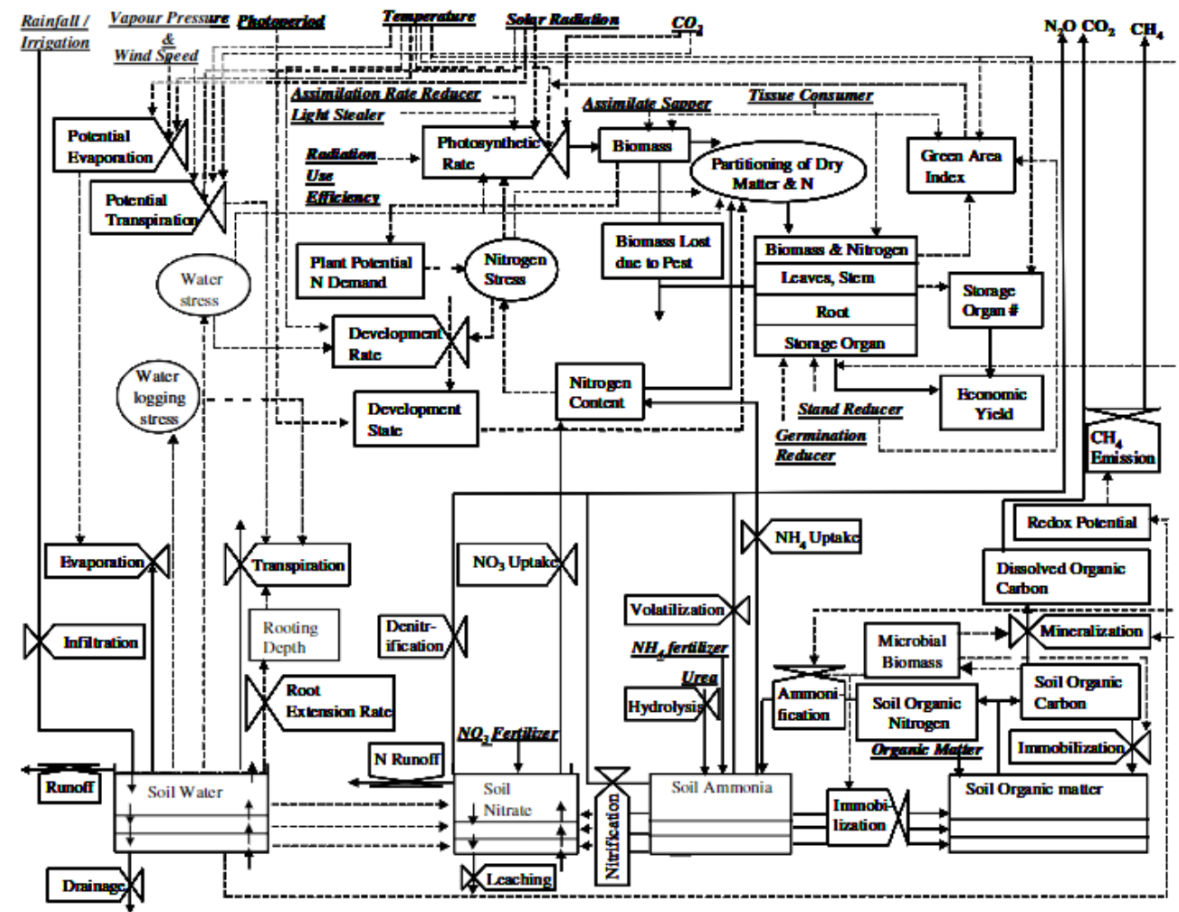 Rainfall /
Irrigation
Vapour Pressure
&
Wind Speed
Photoperiod
Temperature
Solar Radiation
CO₂
N₂O CO₂ CH₄
Assimilation Rate Reducer
Light Stealer
Assimilate Sapper
Tissue Consumer
Potential
Evaporation
Potential
Transpiration
Radiation
Use
Efficiency
Photosynthetic
Rate
Biomass
Partitioning of Dry
Matter & N
Green Area
Index
Water
stress
Plant Potential
N Demand
Nitrogen
Stress
Biomass Lost
due to Pest
Biomass & Nitrogen
Leaves, Stem
Root
Storage Organ
Storage
Organ #
Development
Rate
Water
logging
stress
Development
State
Nitrogen
Content
Stand Reducer
Germination
Reducer
Economic
Yield
CH₄
Emission
Redox Potential
Evaporation
Transpiration
NO₃ Uptake
NH₄ Uptake
Dissolved Organic
Carbon
Infiltration
Rooting
Depth
Denitr-
ification
Volatilization
NH₄ fertilizer
Urea
Hydrolysis
Microbial
Biomass
Mineralization
Ammoni
fication
Soil Organic
Nitrogen
Soil Organic
Carbon
Root
Extension Rate
NO₃ Fertilizer
N Runoff
Organic Matter
Immobilization
Runoff
Soil Water
Soil
Nitrate
Nitrification
Soil Ammonia
Immobi-
lization
Soil Organic matter
Drainage
Leaching